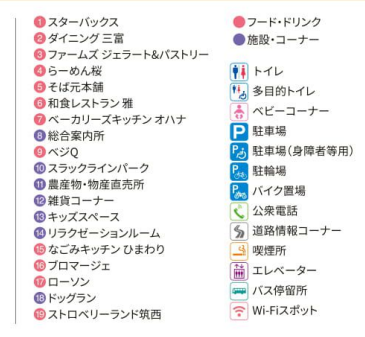 1 スターバックス
2 ダイニング 三富
3 ファームズ ジェラート&パストリー
4 らーめん桜
5 そば元本舗
6 和食レストラン 雅
7 ベーカリーズキッチン オハナ
8 総合案内所
9 ベジQ
10 スラックラインパーク
11 農産物・物産直売所
12 雑貨コーナー
13 キッズスペース
14 リラクゼーションルーム
15 なごみキッチン ひまわり
16 ブロマージェ
17 ローソン
18 ドッグラン
19 ストロベリーランド筑西
フード・ドリンク
施設・コーナー
トイレ
多目的トイレ
ベビーコーナー
P 駐車場
P 駐車場(身障者等用)
P 駐輪場
P バイク置場
公衆電話
道路情報コーナー
喫煙所
エレベーター
バス停留所
Wi-Fiスポット